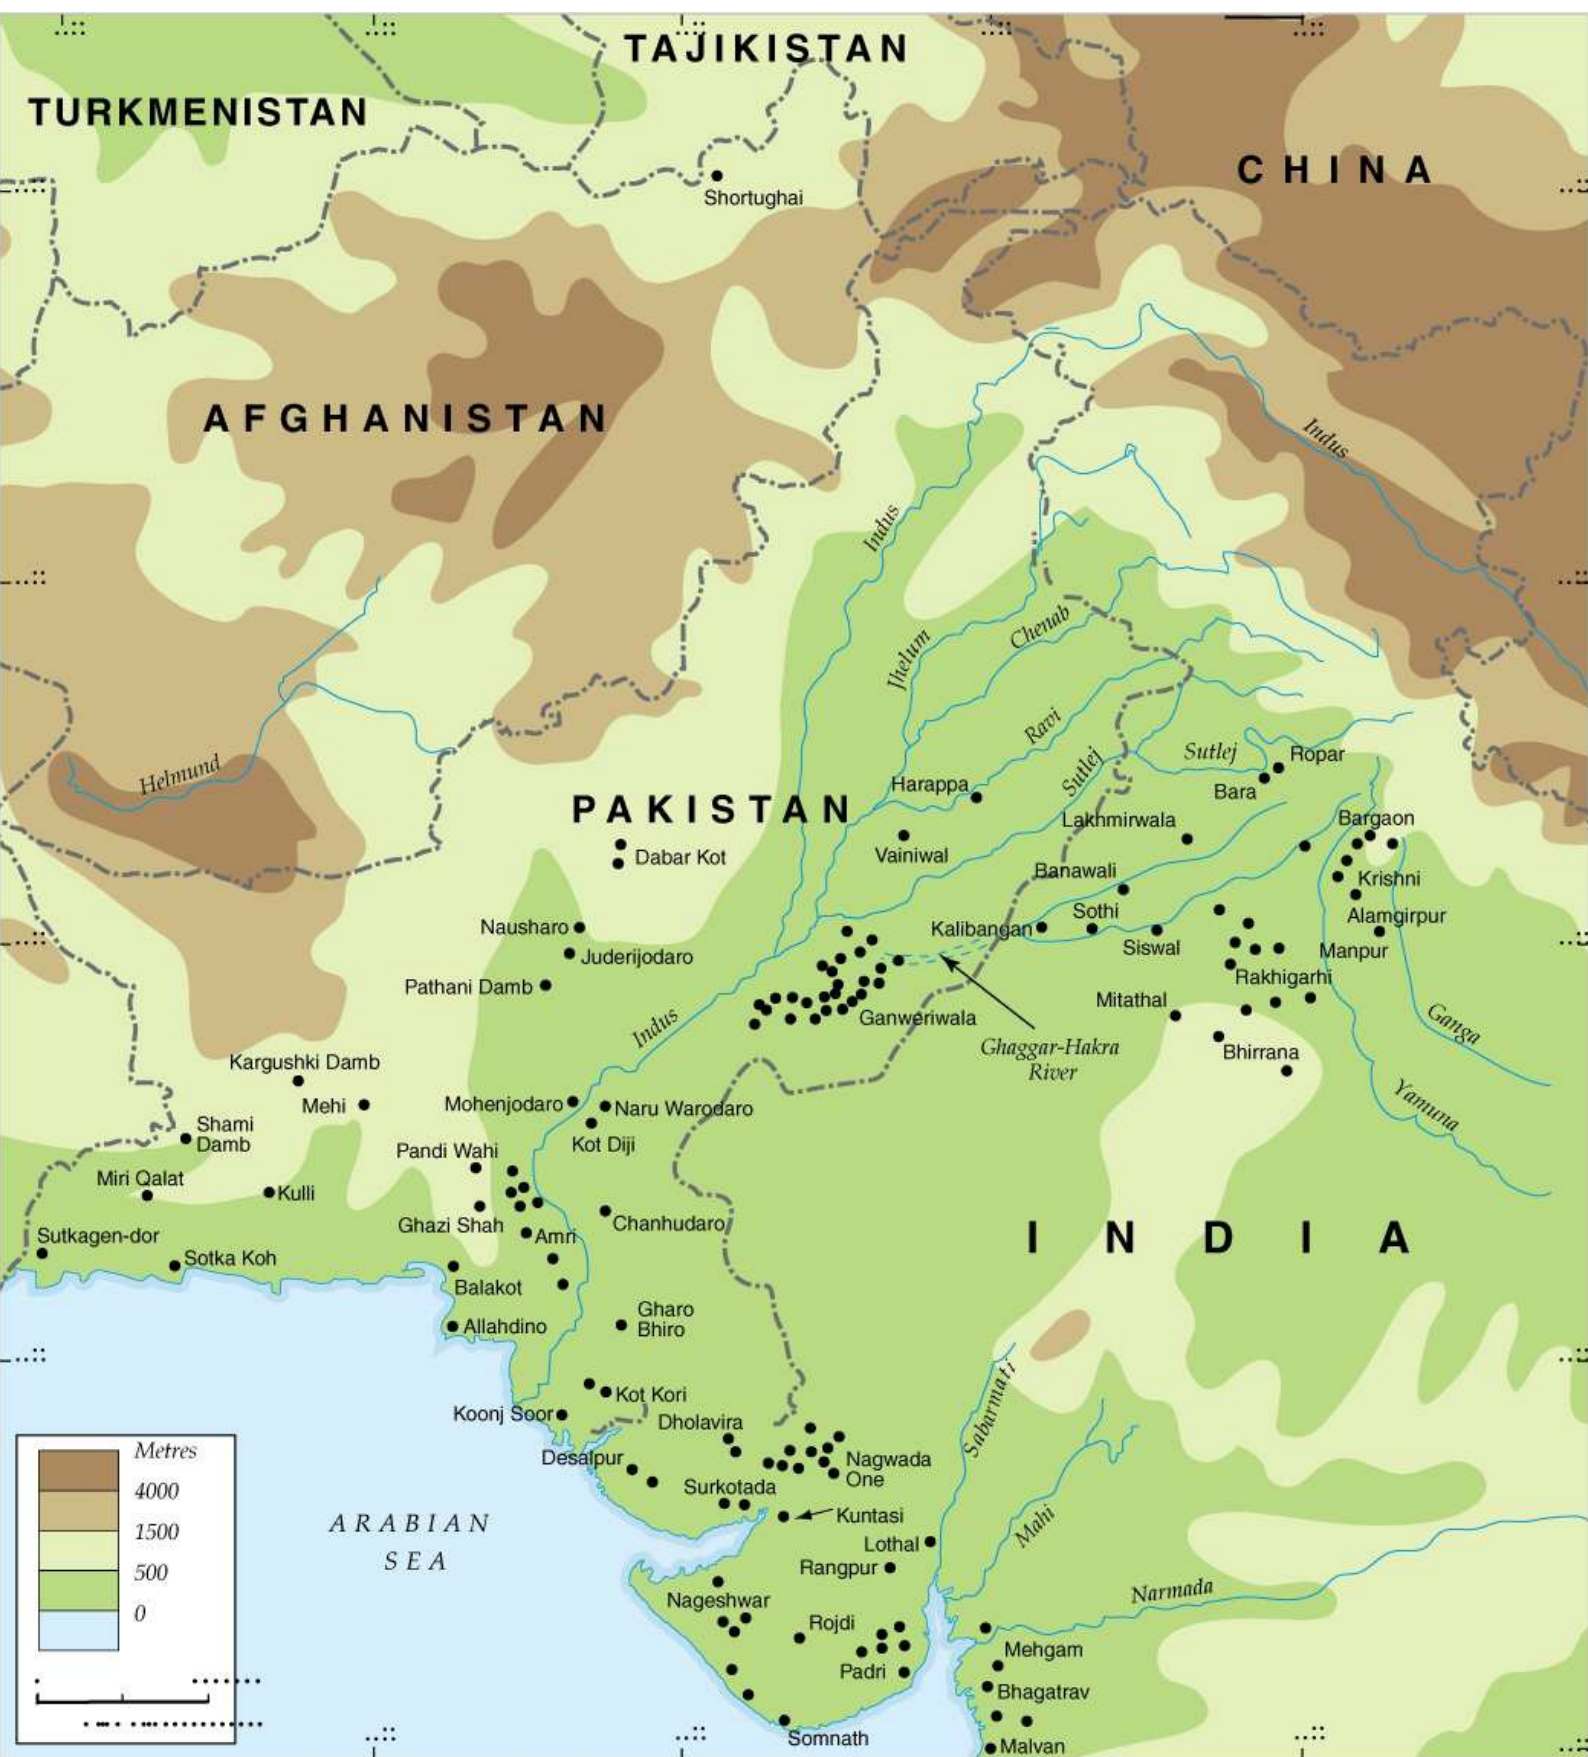 TAJIKISTAN
TURKMENISTAN
CHINA
Shortughai
AFGHANISTAN
Indus
Indus
Jhelum
Chenab
Ravi
Sutlej
Sutlej
Ropar
Bara
Helmund
Harappa
PAKISTAN
Lakhmirwala
Bargaon
Dabar Kot
Vainiwal
Banawali
Krishni
Sothi
Alamgirpur
Nausharo
Kalibangan
Siswal
Manpur
Juderijodaro
Rakhigarhi
Pathani Damb
Mitathal
Indus
Ganweriwala
Ganga
Ghaggar-Hakra
River
Bhirrana
Kargushki Damb
Mehi
Mohenjodaro
Naru Warodaro
Yamuna
Shami
Damb
Kot Diji
Pandi Wahi
Miri Qalat
Kulli
Ghazi Shah
Chanhudaro
Sutkagen-dor
Amri
INDIA
Sotka Koh
Balakot
Gharo
Bhiro
Allahdino
Kot Kori
Sabarmati
Koonj Soor
Dholavira
Desalpur
Nagwada
One
Surkotada
Kuntasi
Mahi
Lothal
Rangpur
Narmada
Nageshwar
Rojdi
Mehgam
Padri
Bhagatrav
Somnath
Malvan
ARABIAN
SEA
Metres
4000
1500
500
0